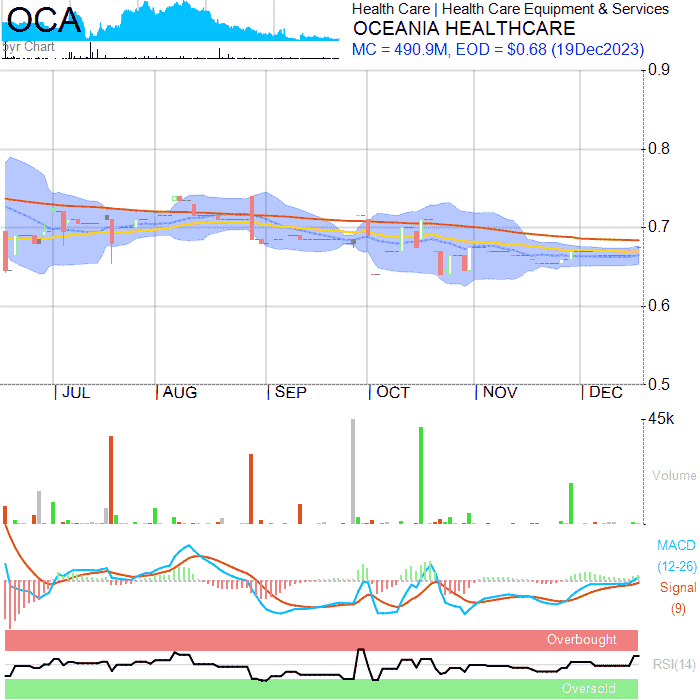 OCA
5yr Chart
Health Care | Health Care Equipment & Services
OCEANIA HEALTHCARE
MC = 490.9M, EOD = $0.68 (19Dec2023)
0.9
0.8
0.7
0.6
0.5
JUL AUG SEP OCT NOV DEC
45k
Volume
MACD
(12-26)
Signal
(9)
Overbought
RSI(14)
Oversold